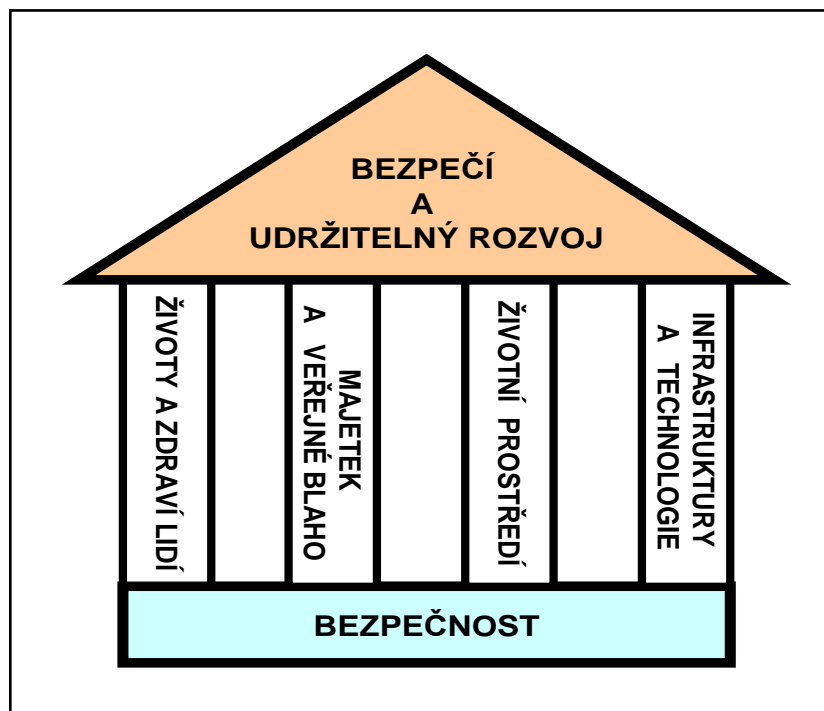 BEZPEČÍ
A
UDRŽITELNÝ ROZVOJ
ŽIVOTY A ZDRAVÍ LIDÍ
MAJETEK
A VEŘEJNÉ BLAHO
ŽIVOTNÍ PROSTŘEDÍ
INFRASTRUKTURY
A TECHNOLOGIE
BEZPEČNOST